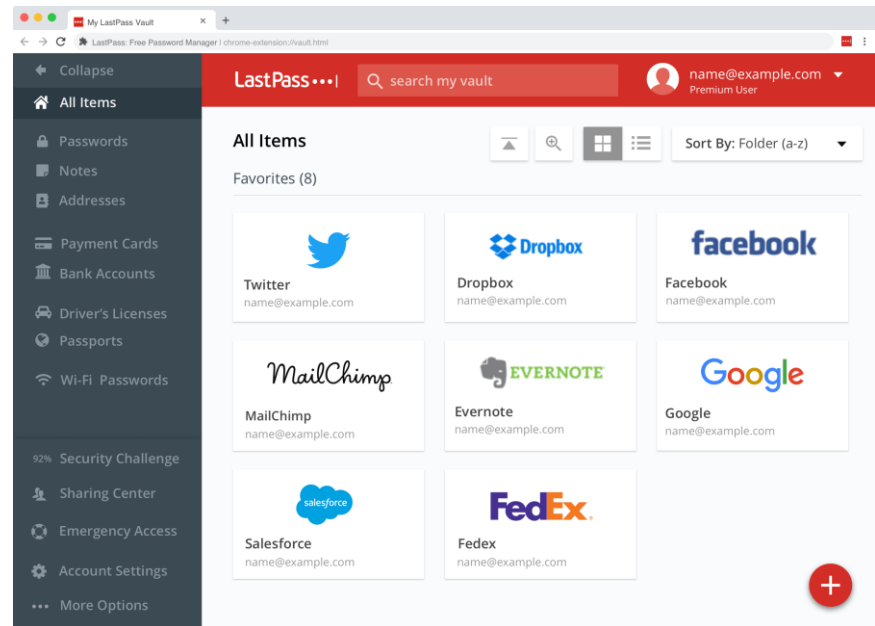 My LastPass Vault
LastPass: Free Password Manager | chrome-extension://vault.html
Collapse
All Items
Passwords
Notes
Addresses
Payment Cards
Bank Accounts
Driver's Licenses
Passports
Wi-Fi Passwords
92% Security Challenge
Sharing Center
Emergency Access
Account Settings
More Options
LastPass
search my vault
name@example.com
Premium User
All Items
Sort By: Folder (a-z)
Favorites (8)
Twitter
name@example.com
Dropbox
Dropbox
name@example.com
facebook
Facebook
name@example.com
MailChimp
MailChimp
name@example.com
EVERNOTE
Evernote
name@example.com
Google
Google
name@example.com
salesforce
Salesforce
name@example.com
FedEx.
Fedex
name@example.com